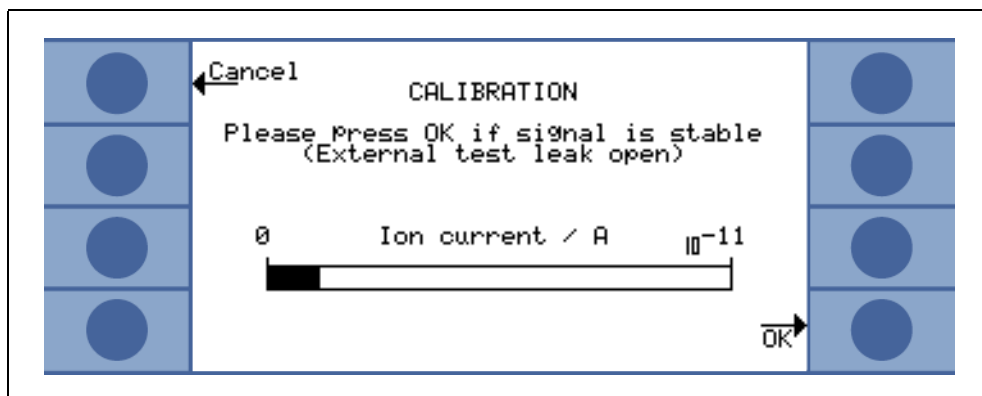 Cancel
CALIBRATION
Please press OK if signal is stable
(External test leak open)
0 Ion current / A 10-11
OK